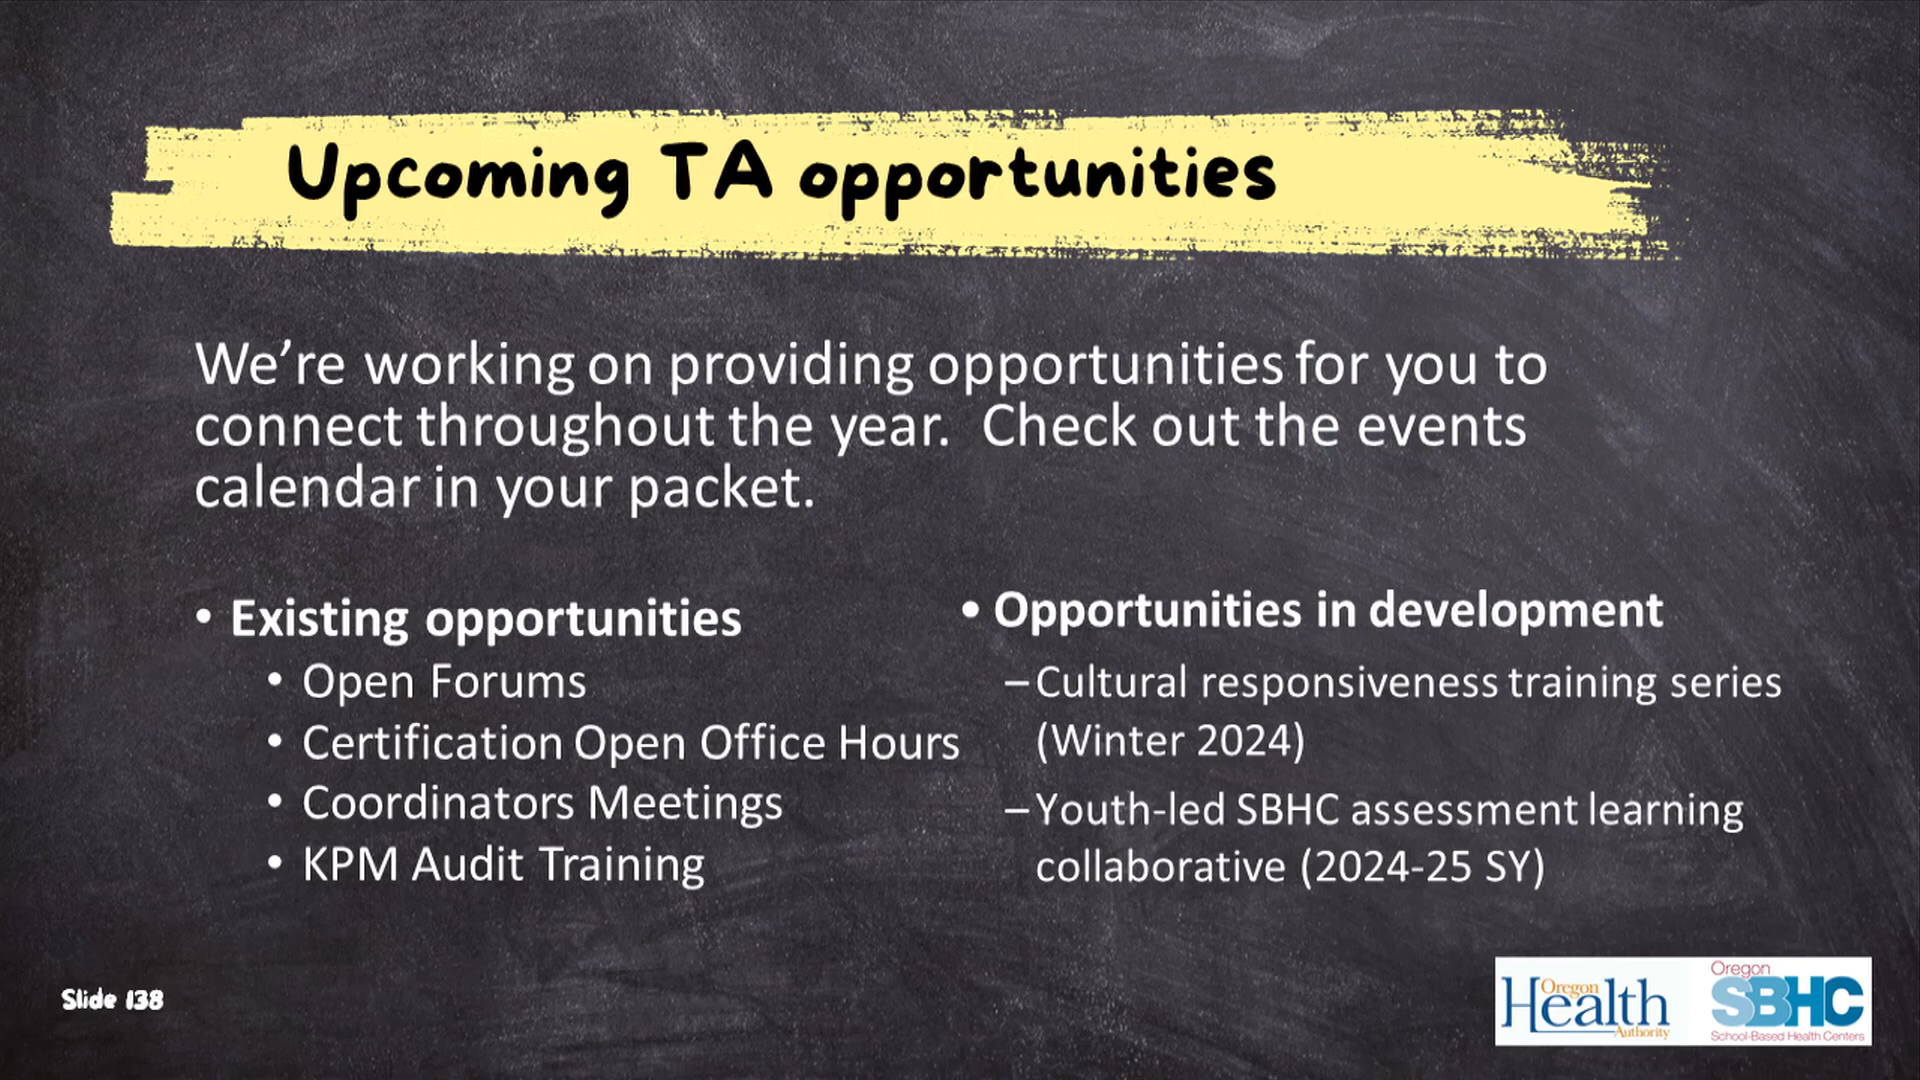 Upcoming TA opportunities
We’re working on providing opportunities for you to
connect throughout the year.  Check out the events
calendar in your packet.
• Existing opportunities
• Open Forums
• Certification Open Office Hours
• Coordinators Meetings
• KPM Audit Training
• Opportunities in development
– Cultural responsiveness training series
(Winter 2024)
– Youth-led SBHC assessment learning
collaborative (2024-25 SY)
Slide 138
Oregon
Health
Authority
Oregon
SBHC
School-Based Health Centers